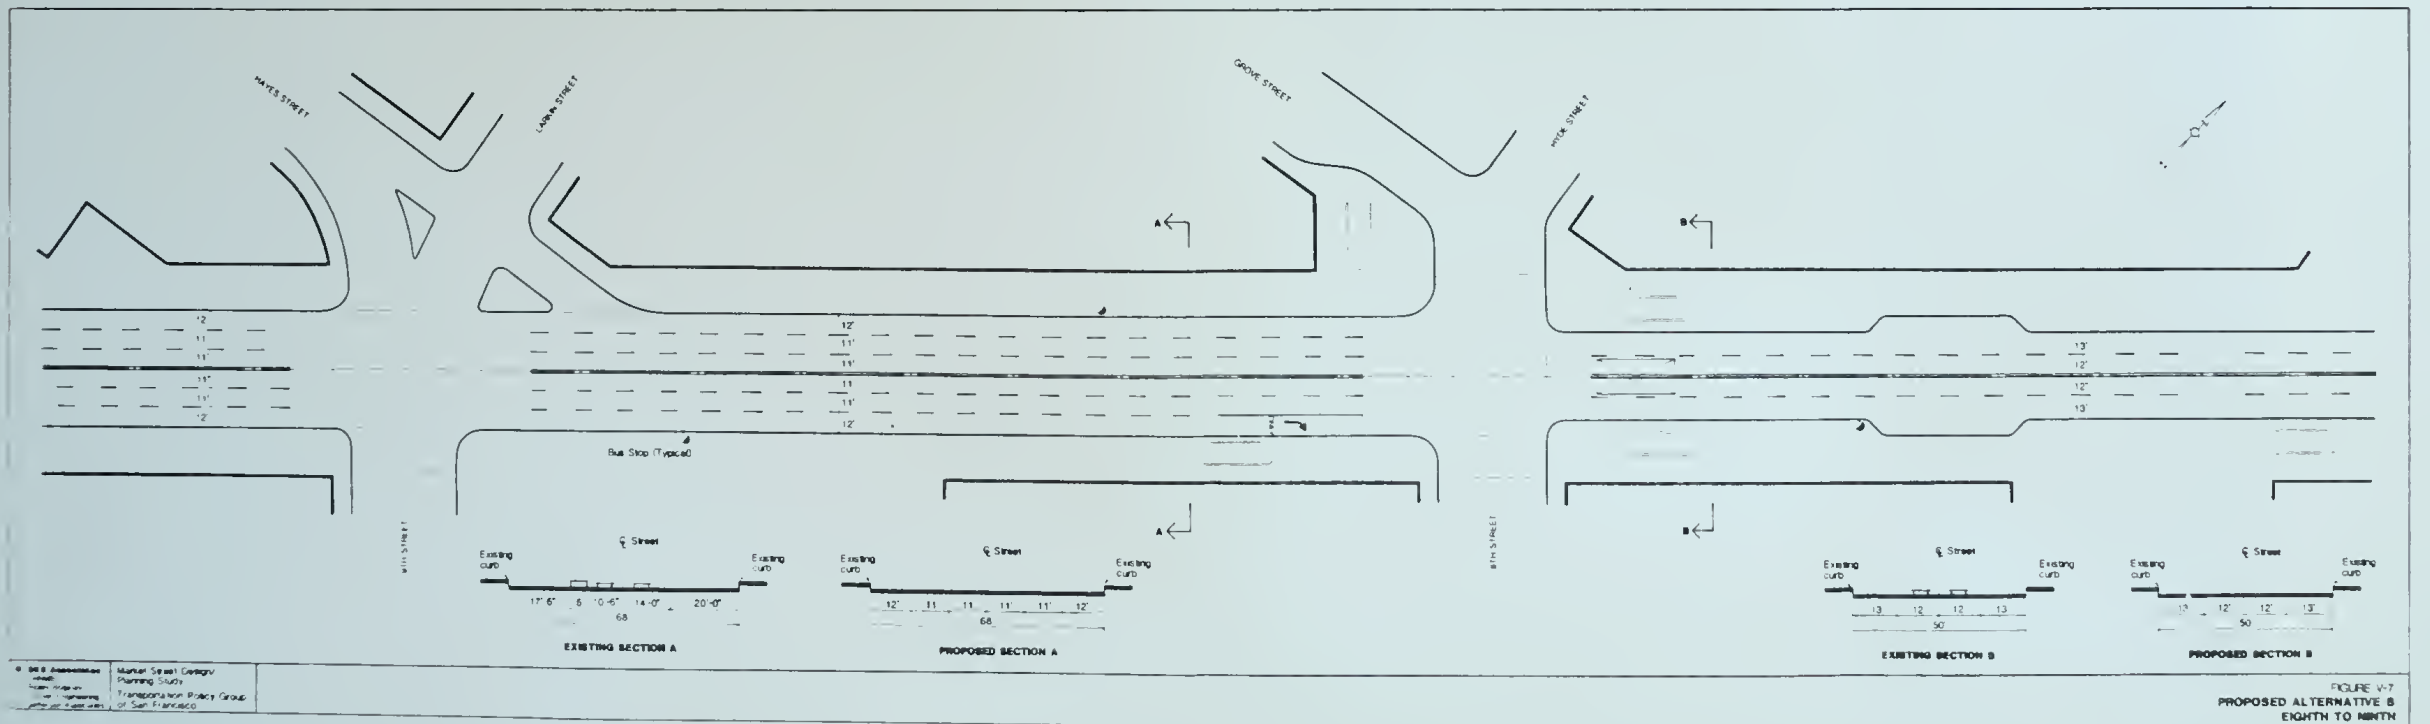 HAYES STREET
LARKIN STREET
GROVE STREET
HYDE STREET
A
A
B
B
12
11
11'
11'
11'
12'
12'
11'
11'
11
11'
12'
13'
12'
12'
13'
Bus Stop (Typical)
9TH STREET
8TH STREET
Existing curb
℄ Street
Existing curb
17'-6"
6
10'-6"
14'-0"
20'-0"
68
EXISTING SECTION A
Existing curb
℄ Street
Existing curb
12'
11
11
11'
11'
12'
68
PROPOSED SECTION A
Existing curb
℄ Street
Existing curb
13
12
12
13
50'
EXISTING SECTION B
Existing curb
℄ Street
Existing curb
13
12'
12'
13'
50
PROPOSED SECTION B
Market Street Design/
Planning Study
Transportation Policy Group
of San Francisco
FIGURE V-7
PROPOSED ALTERNATIVE B
EIGHTH TO NINTH